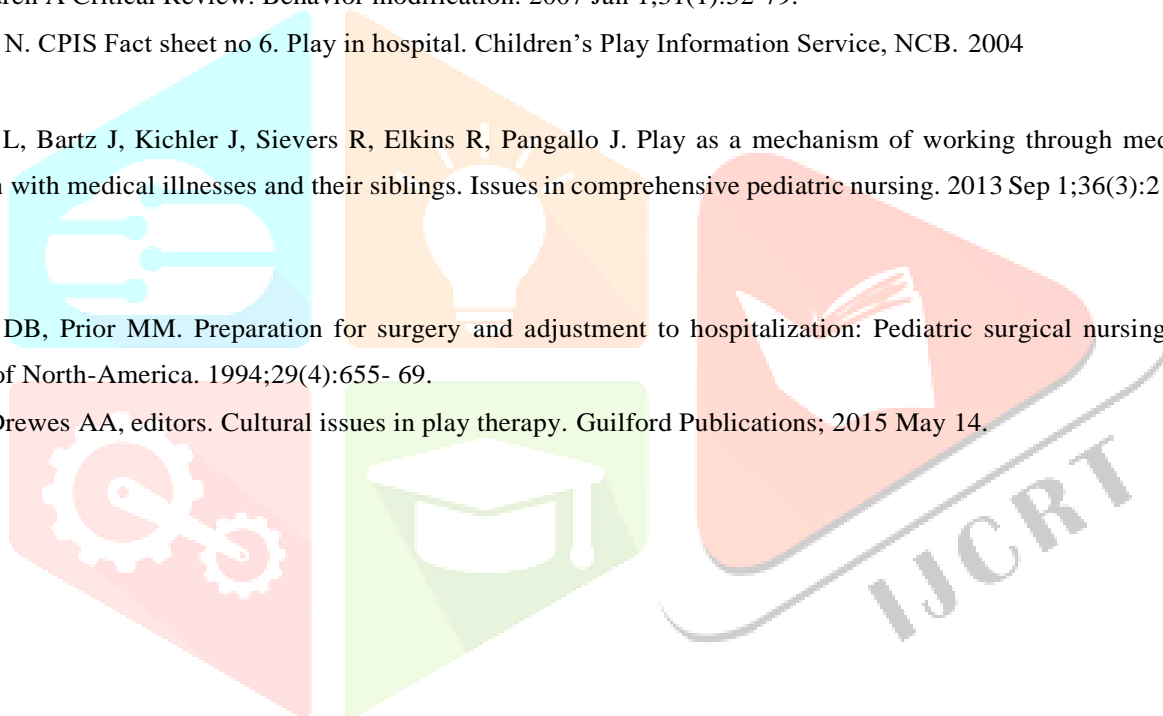 arch A Critical Review. Behavior modification. 2007 Jan 1;31(1):52-79.
N. CPIS Fact sheet no 6. Play in hospital. Children’s Play Information Service, NCB. 2004
L, Bartz J, Kichler J, Sievers R, Elkins R, Pangallo J. Play as a mechanism of working through med
with medical illnesses and their siblings. Issues in comprehensive pediatric nursing. 2013 Sep 1;36(3):2
DB, Prior MM. Preparation for surgery and adjustment to hospitalization: Pediatric surgical nursing
of North-America. 1994;29(4):655- 69.
Drewes AA, editors. Cultural issues in play therapy. Guilford Publications; 2015 May 14.
IJCRT